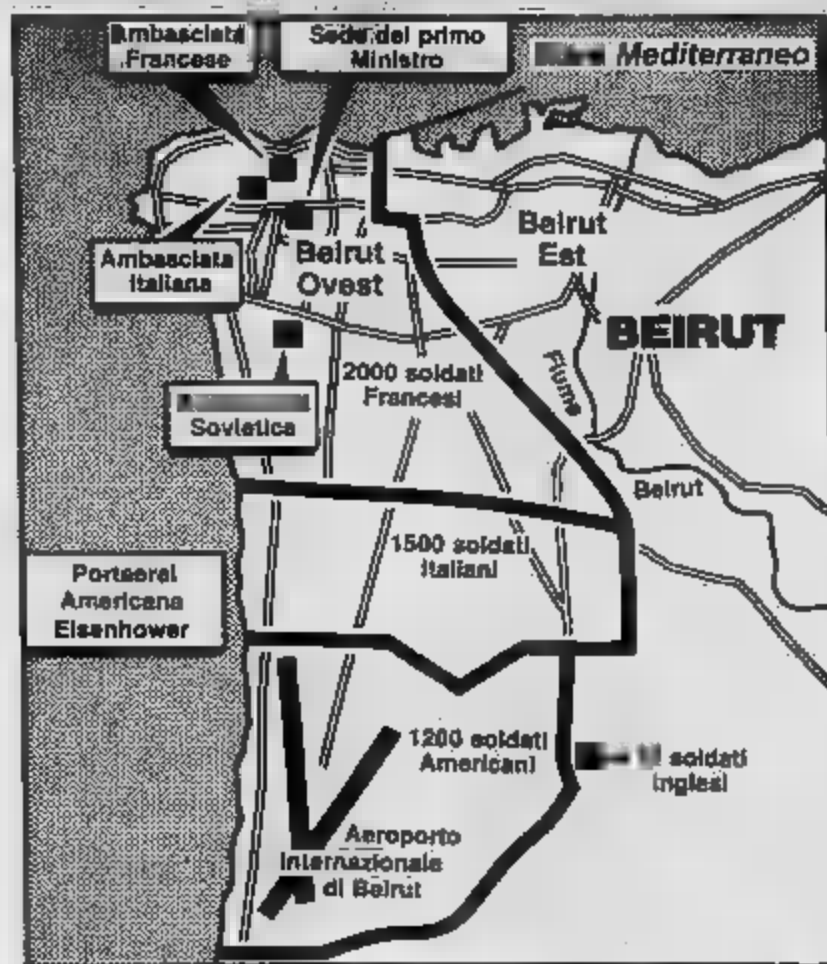 Ambasciata
Francese
Sede del primo
Ministro
Mediterraneo
Ambasciata
Italiana
Beirut
Ovest
Beirut
Est
BEIRUT
2000 soldati
Francesi
Fiume
Sovietica
Beirut
1500 soldati
Italiani
Portaerei
Americana
Eisenhower
1200 soldati
Americani
soldati
Inglesi
Aeroporto
Internazionale
di Beirut